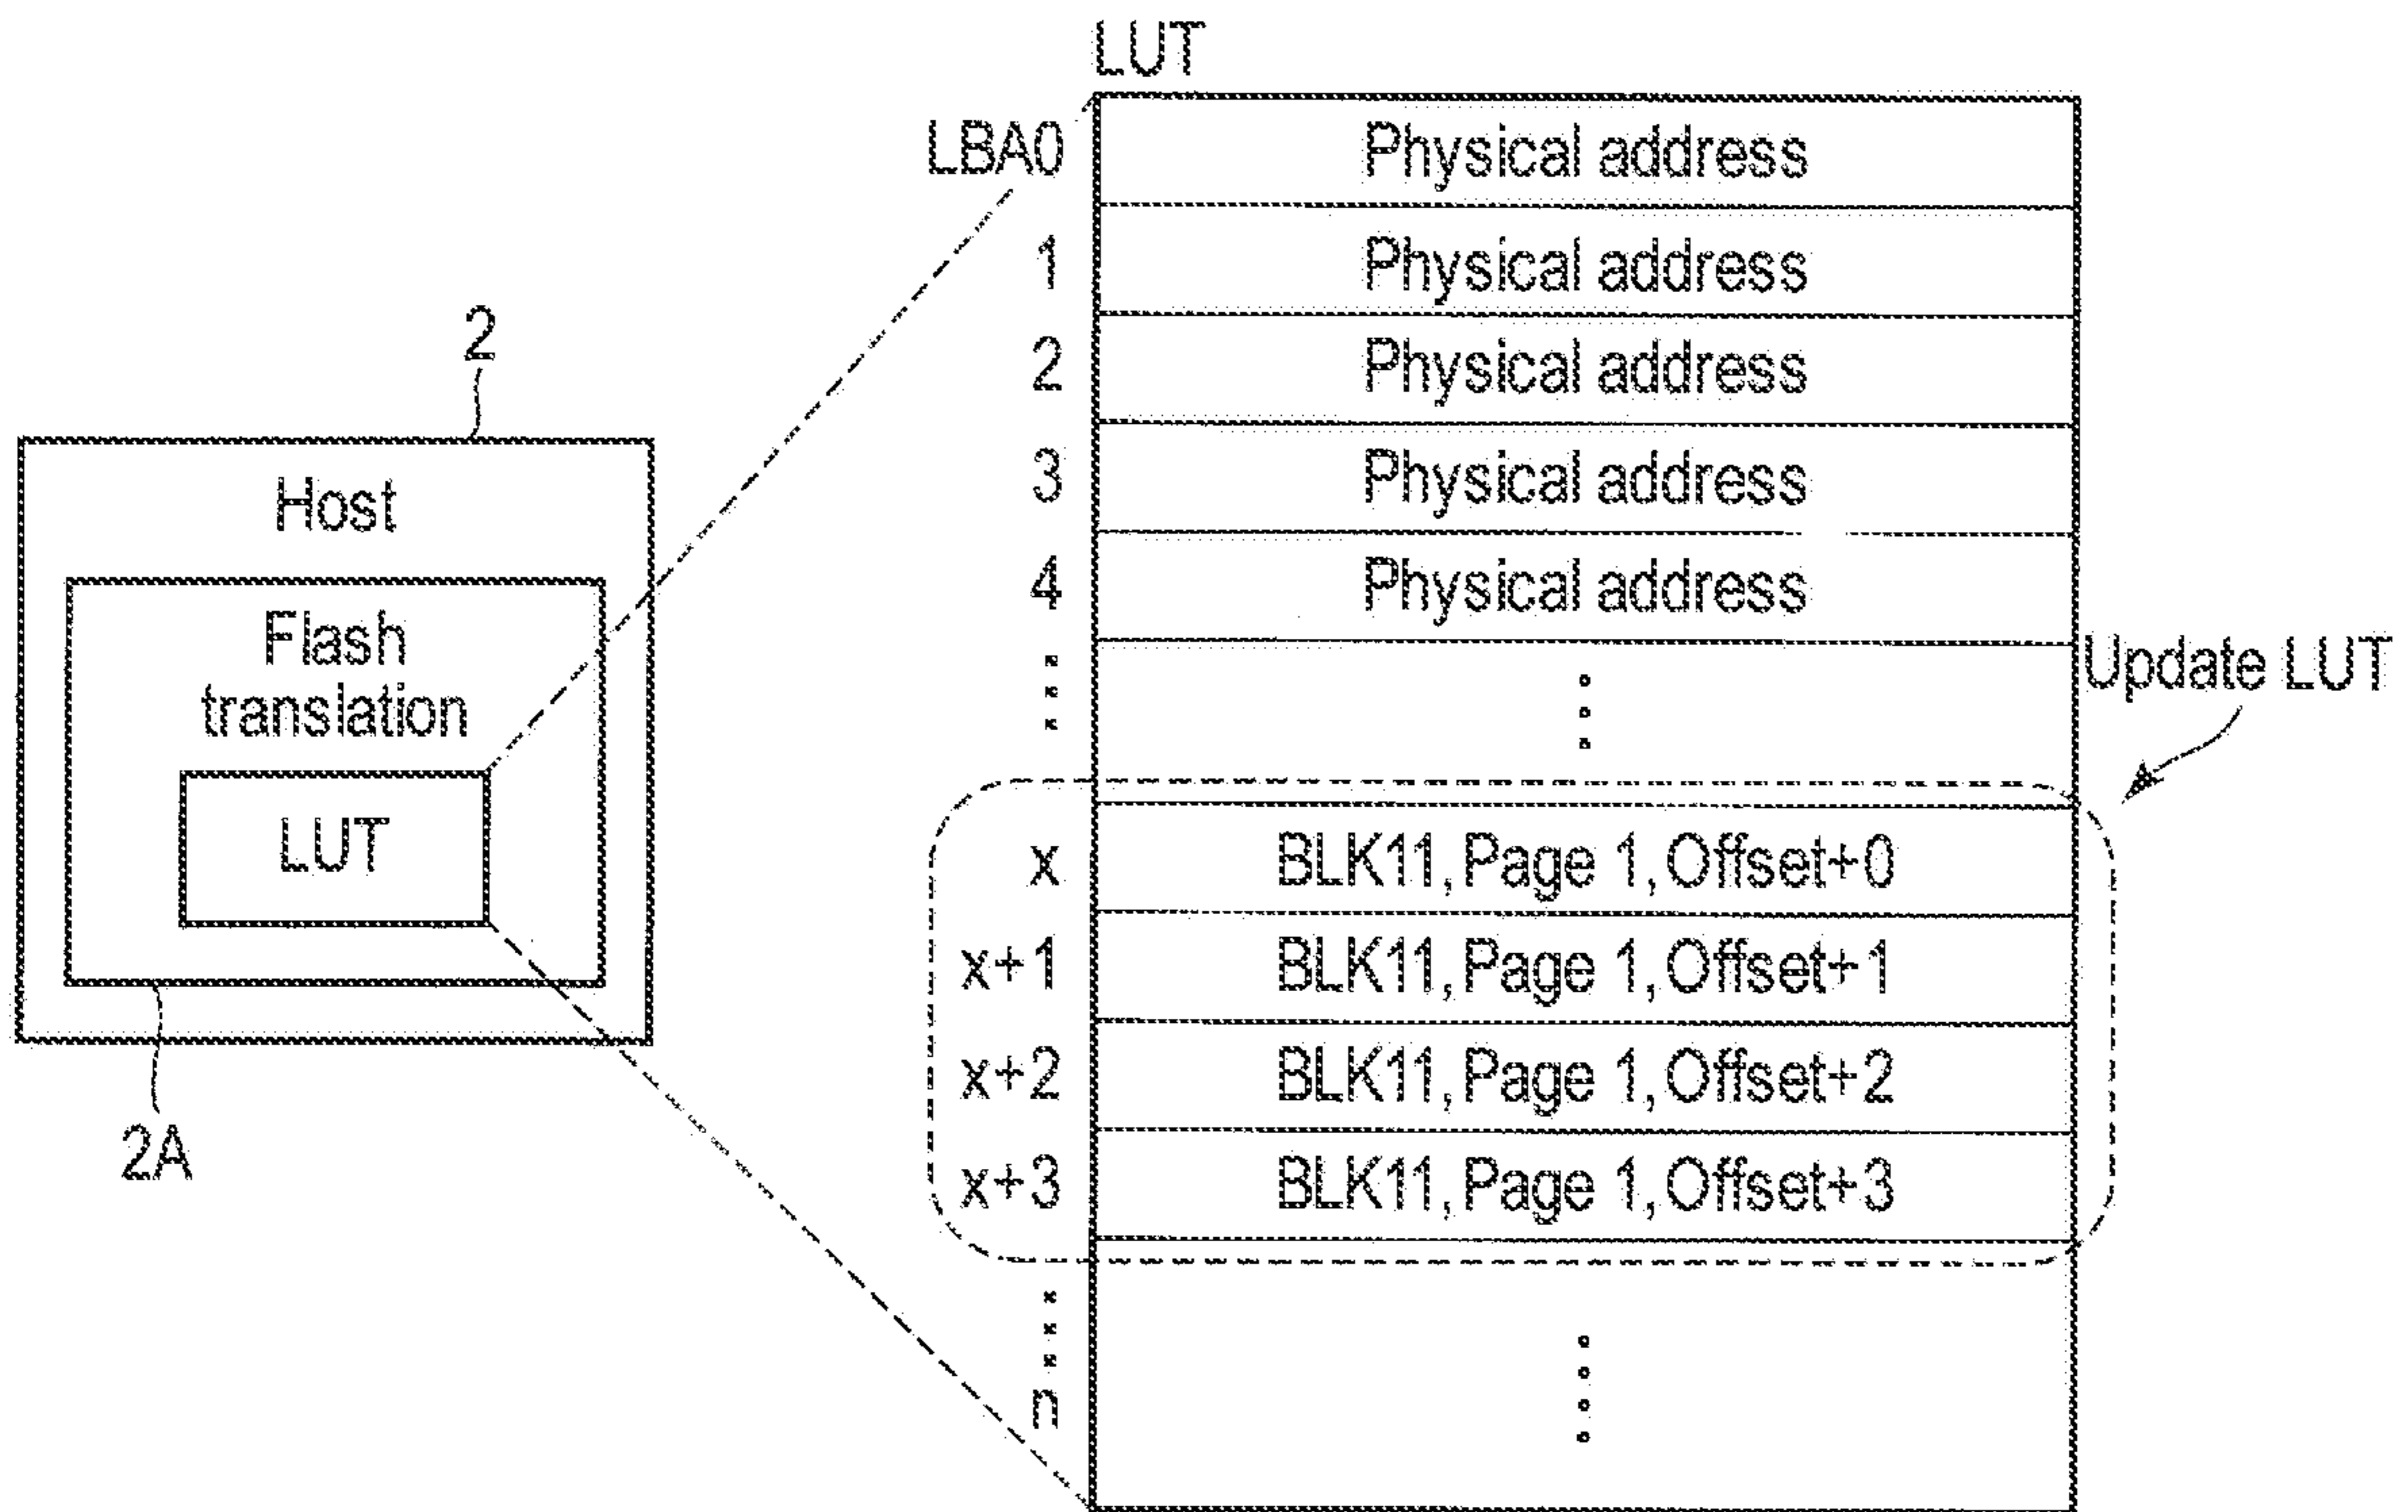 LUT
LBA0 Physical address
1 Physical address
2 Physical address
3 Physical address
4 Physical address
Update LUT
x BLK11, Page 1, Offset+0
x+1 BLK11, Page 1, Offset+1
x+2 BLK11, Page 1, Offset+2
x+3 BLK11, Page 1, Offset+3
n
2
Host
Flash
translation
LUT
2A